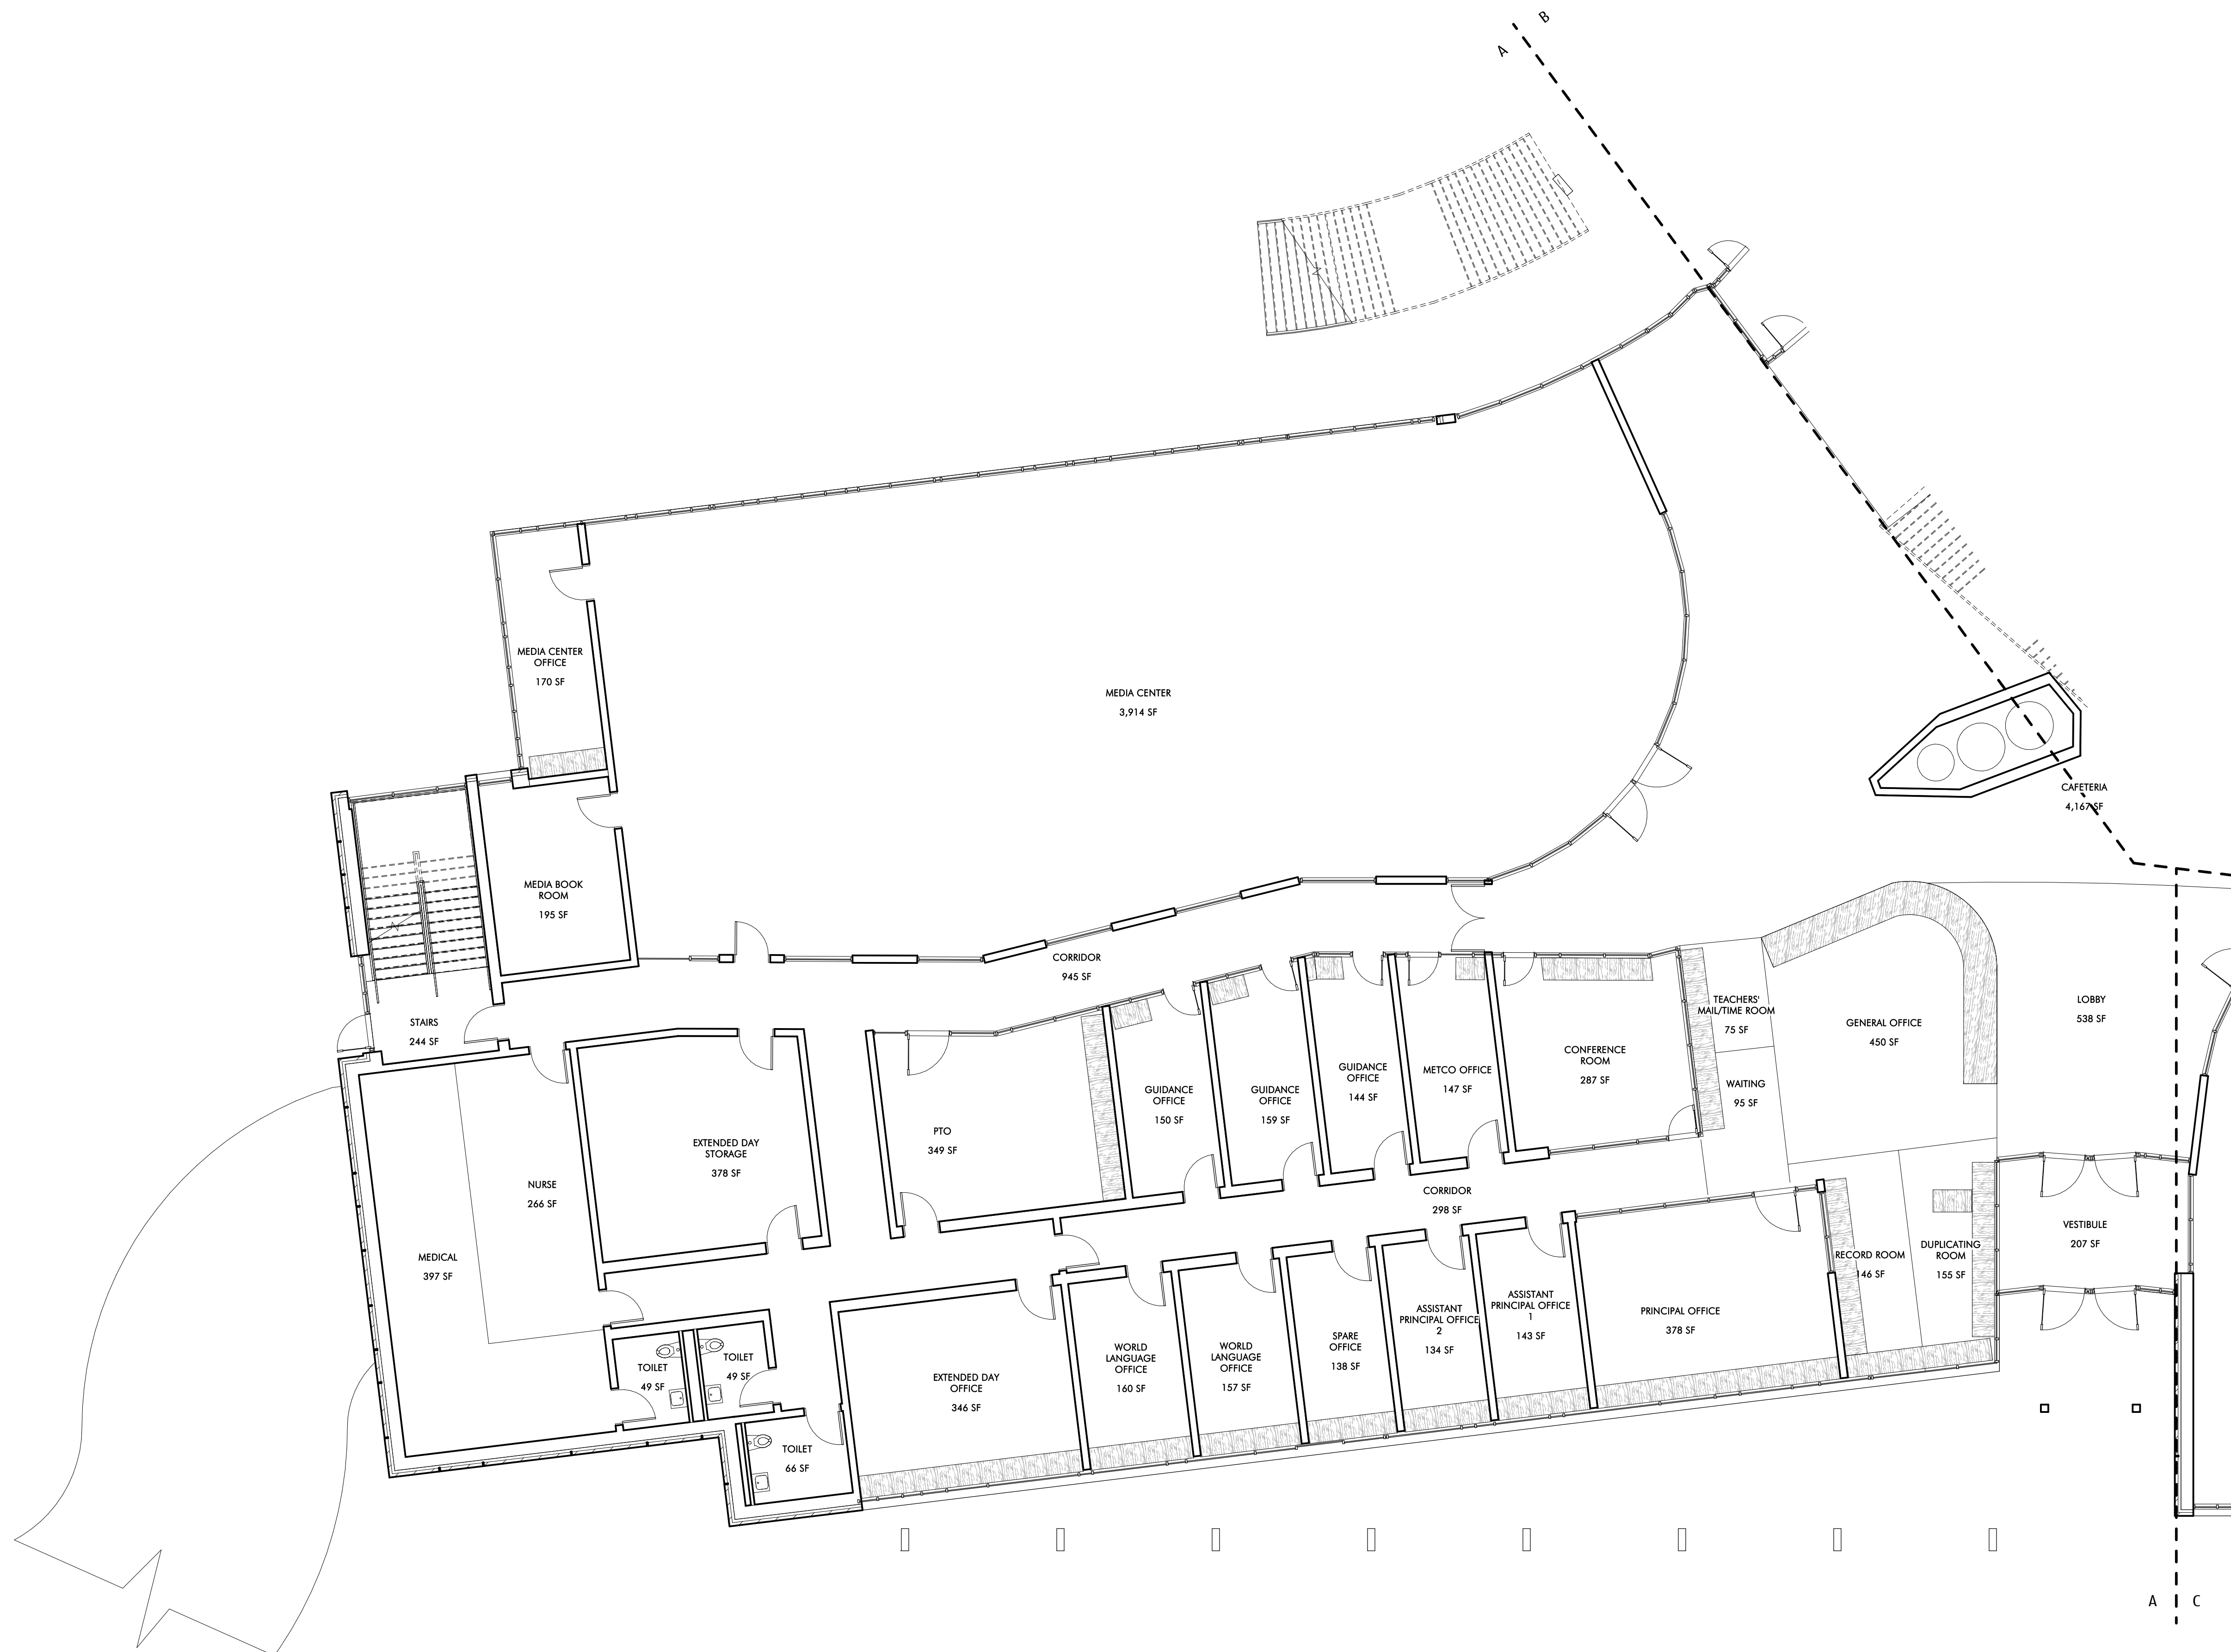 B
A
MEDIA CENTER
OFFICE
170 SF
MEDIA CENTER
3,914 SF
CAFETERIA
4,167 SF
MEDIA BOOK
ROOM
195 SF
CORRIDOR
945 SF
STAIRS
244 SF
TEACHERS'
MAIL/TIME ROOM
75 SF
GENERAL OFFICE
450 SF
LOBBY
538 SF
CONFERENCE
ROOM
287 SF
METCO OFFICE
147 SF
GUIDANCE
OFFICE
144 SF
GUIDANCE
OFFICE
159 SF
GUIDANCE
OFFICE
150 SF
WAITING
95 SF
PTO
349 SF
EXTENDED DAY
STORAGE
378 SF
NURSE
266 SF
CORRIDOR
298 SF
MEDICAL
397 SF
VESTIBULE
207 SF
RECORD ROOM
146 SF
DUPLICATING
ROOM
155 SF
PRINCIPAL OFFICE
378 SF
ASSISTANT
PRINCIPAL OFFICE
1
143 SF
ASSISTANT
PRINCIPAL OFFICE
2
134 SF
SPARE
OFFICE
138 SF
WORLD
LANGUAGE
OFFICE
157 SF
WORLD
LANGUAGE
OFFICE
160 SF
EXTENDED DAY
OFFICE
346 SF
TOILET
49 SF
TOILET
49 SF
TOILET
66 SF
A
C